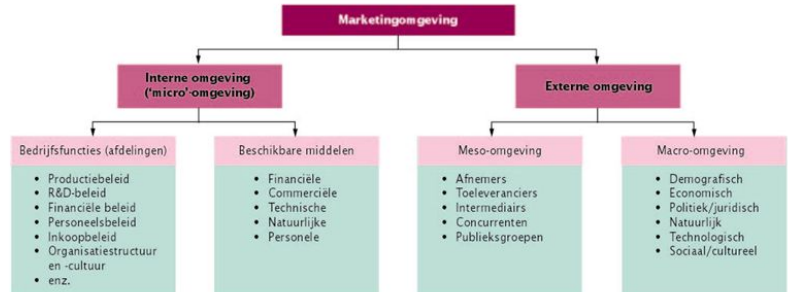 Marketingomgeving
Interne omgeving
('micro'-omgeving)
Externe omgeving
Bedrijfsfuncties (afdelingen)
• Productiebeleid
• R&D-beleid
• Financiële beleid
• Personeelsbeleid
• Inkoopbeleid
• Organisatiestructuur
en -cultuur
• enz.
Beschikbare middelen
• Financiële
• Commerciële
• Technische
• Natuurlijke
• Personele
Meso-omgeving
• Afnemers
• Toeleveranciers
• Intermediairs
• Concurrenten
• Publieksgroepen
Macro-omgeving
• Demografisch
• Economisch
• Politiek/juridisch
• Natuurlijk
• Technologisch
• Sociaal/cultureel